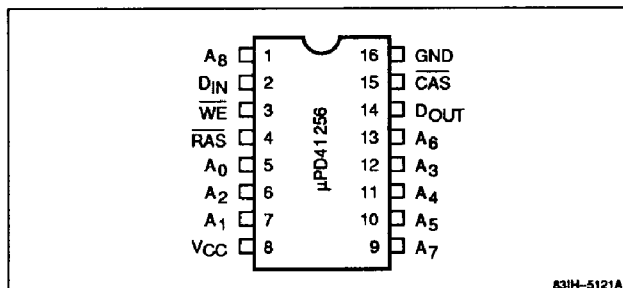 A8 1 16 GND
DIN 2 15 CAS
WE 3 14 DOUT
RAS 4 13 A6
A0 5 12 A3
A2 6 11 A4
A1 7 10 A5
VCC 8 9 A7
μPD41256
83IH-5121A